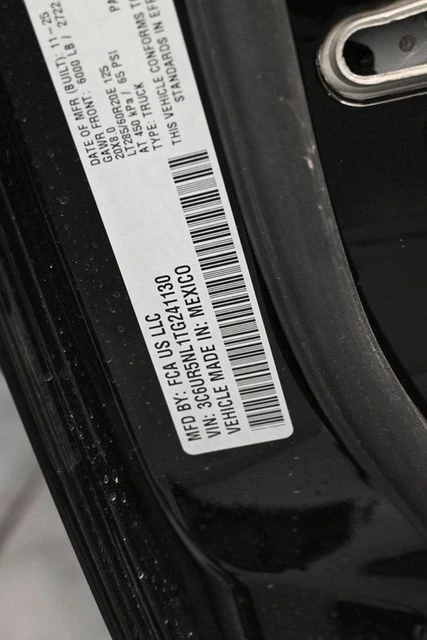 MFD BY: FCA US LLC
VIN: 3C6UR5NL1TG241130
VEHICLE MADE IN: MEXICO
DATE OF MFR (BUILT): 11-25
GAWR FRONT: 6000 LB / 2722
20X8.0
LT285/60R20E 125
AT 450 kPa / 65 PSI
TYPE: TRUCK
THIS VEHICLE CONFORMS
STANDARDS IN